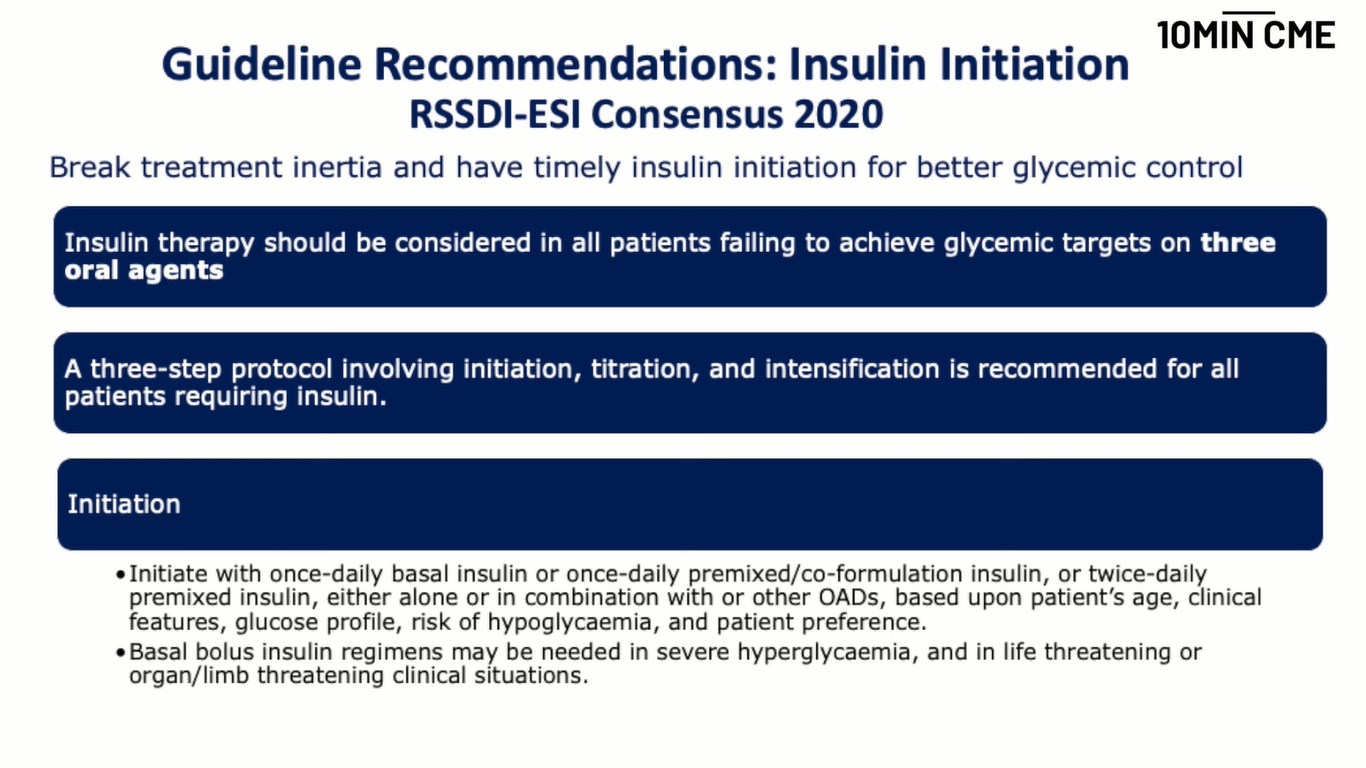 10MIN CME
Guideline Recommendations: Insulin Initiation
RSSDI-ESI Consensus 2020
Break treatment inertia and have timely insulin initiation for better glycemic control
Insulin therapy should be considered in all patients failing to achieve glycemic targets on three
oral agents
A three-step protocol involving initiation, titration, and intensification is recommended for all
patients requiring insulin.
Initiation
•Initiate with once-daily basal insulin or once-daily premixed/co-formulation insulin, or twice-daily
premixed insulin, either alone or in combination with or other OADs, based upon patient’s age, clinical
features, glucose profile, risk of hypoglycaemia, and patient preference.
•Basal bolus insulin regimens may be needed in severe hyperglycaemia, and in life threatening or
organ/limb threatening clinical situations.